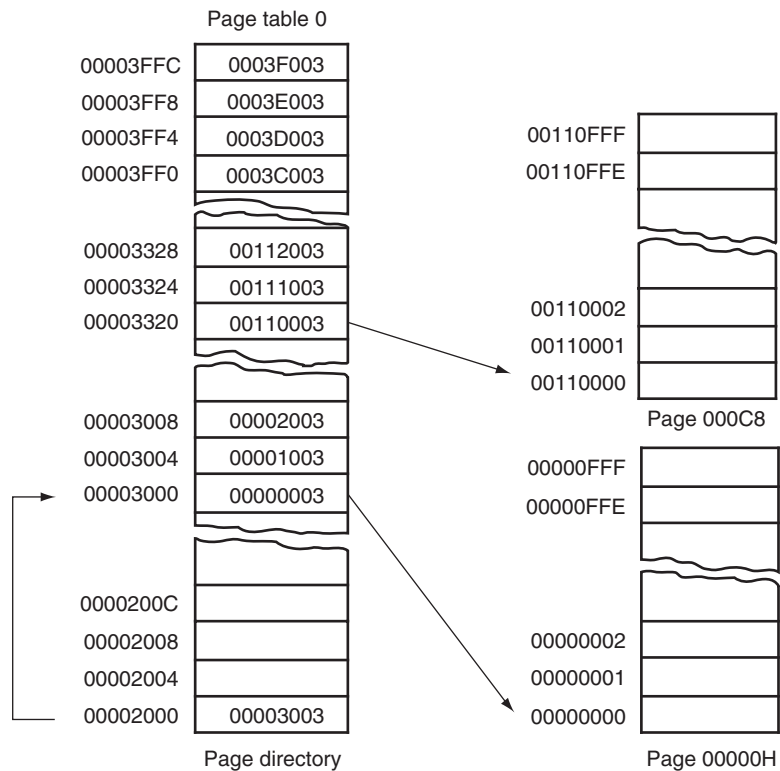 Page table 0
00003FFC 0003F003
00003FF8 0003E003
00003FF4 0003D003
00003FF0 0003C003
00003328 00112003
00003324 00111003
00003320 00110003
00003008 00002003
00003004 00001003
00003000 00000003
0000200C
00002008
00002004
00002000 00003003
Page directory
00110FFF
00110FFE
00110002
00110001
00110000
Page 000C8
00000FFF
00000FFE
00000002
00000001
00000000
Page 00000H